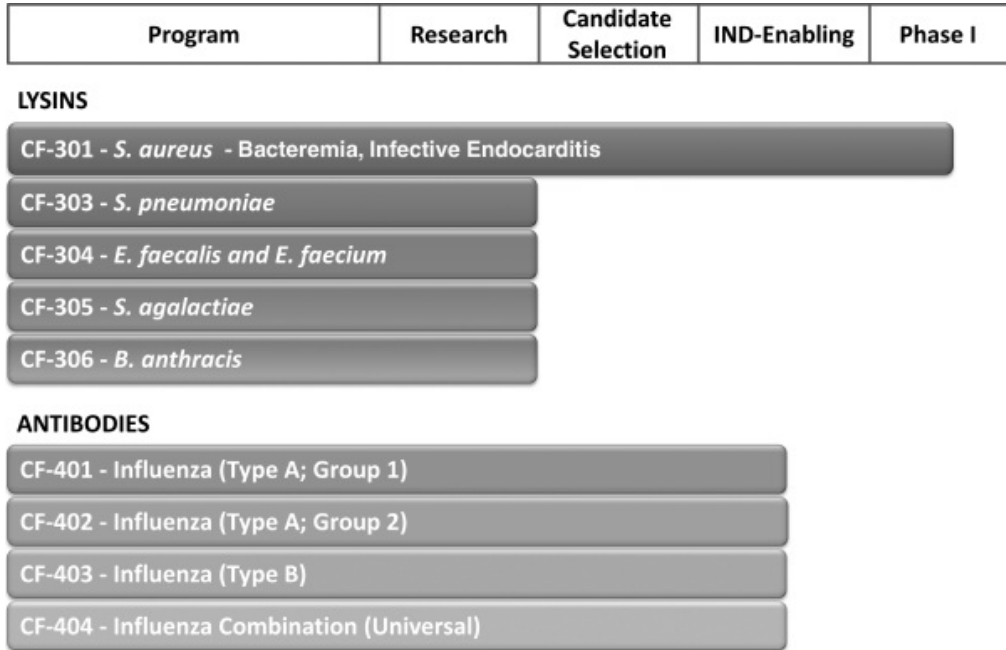 Program Research Candidate Selection IND-Enabling Phase I
LYSINS
CF-301 - S. aureus - Bacteremia, Infective Endocarditis
CF-303 - S. pneumoniae
CF-304 - E. faecalis and E. faecium
CF-305 - S. agalactiae
CF-306 - B. anthracis
ANTIBODIES
CF-401 - Influenza (Type A; Group 1)
CF-402 - Influenza (Type A; Group 2)
CF-403 - Influenza (Type B)
CF-404 - Influenza Combination (Universal)